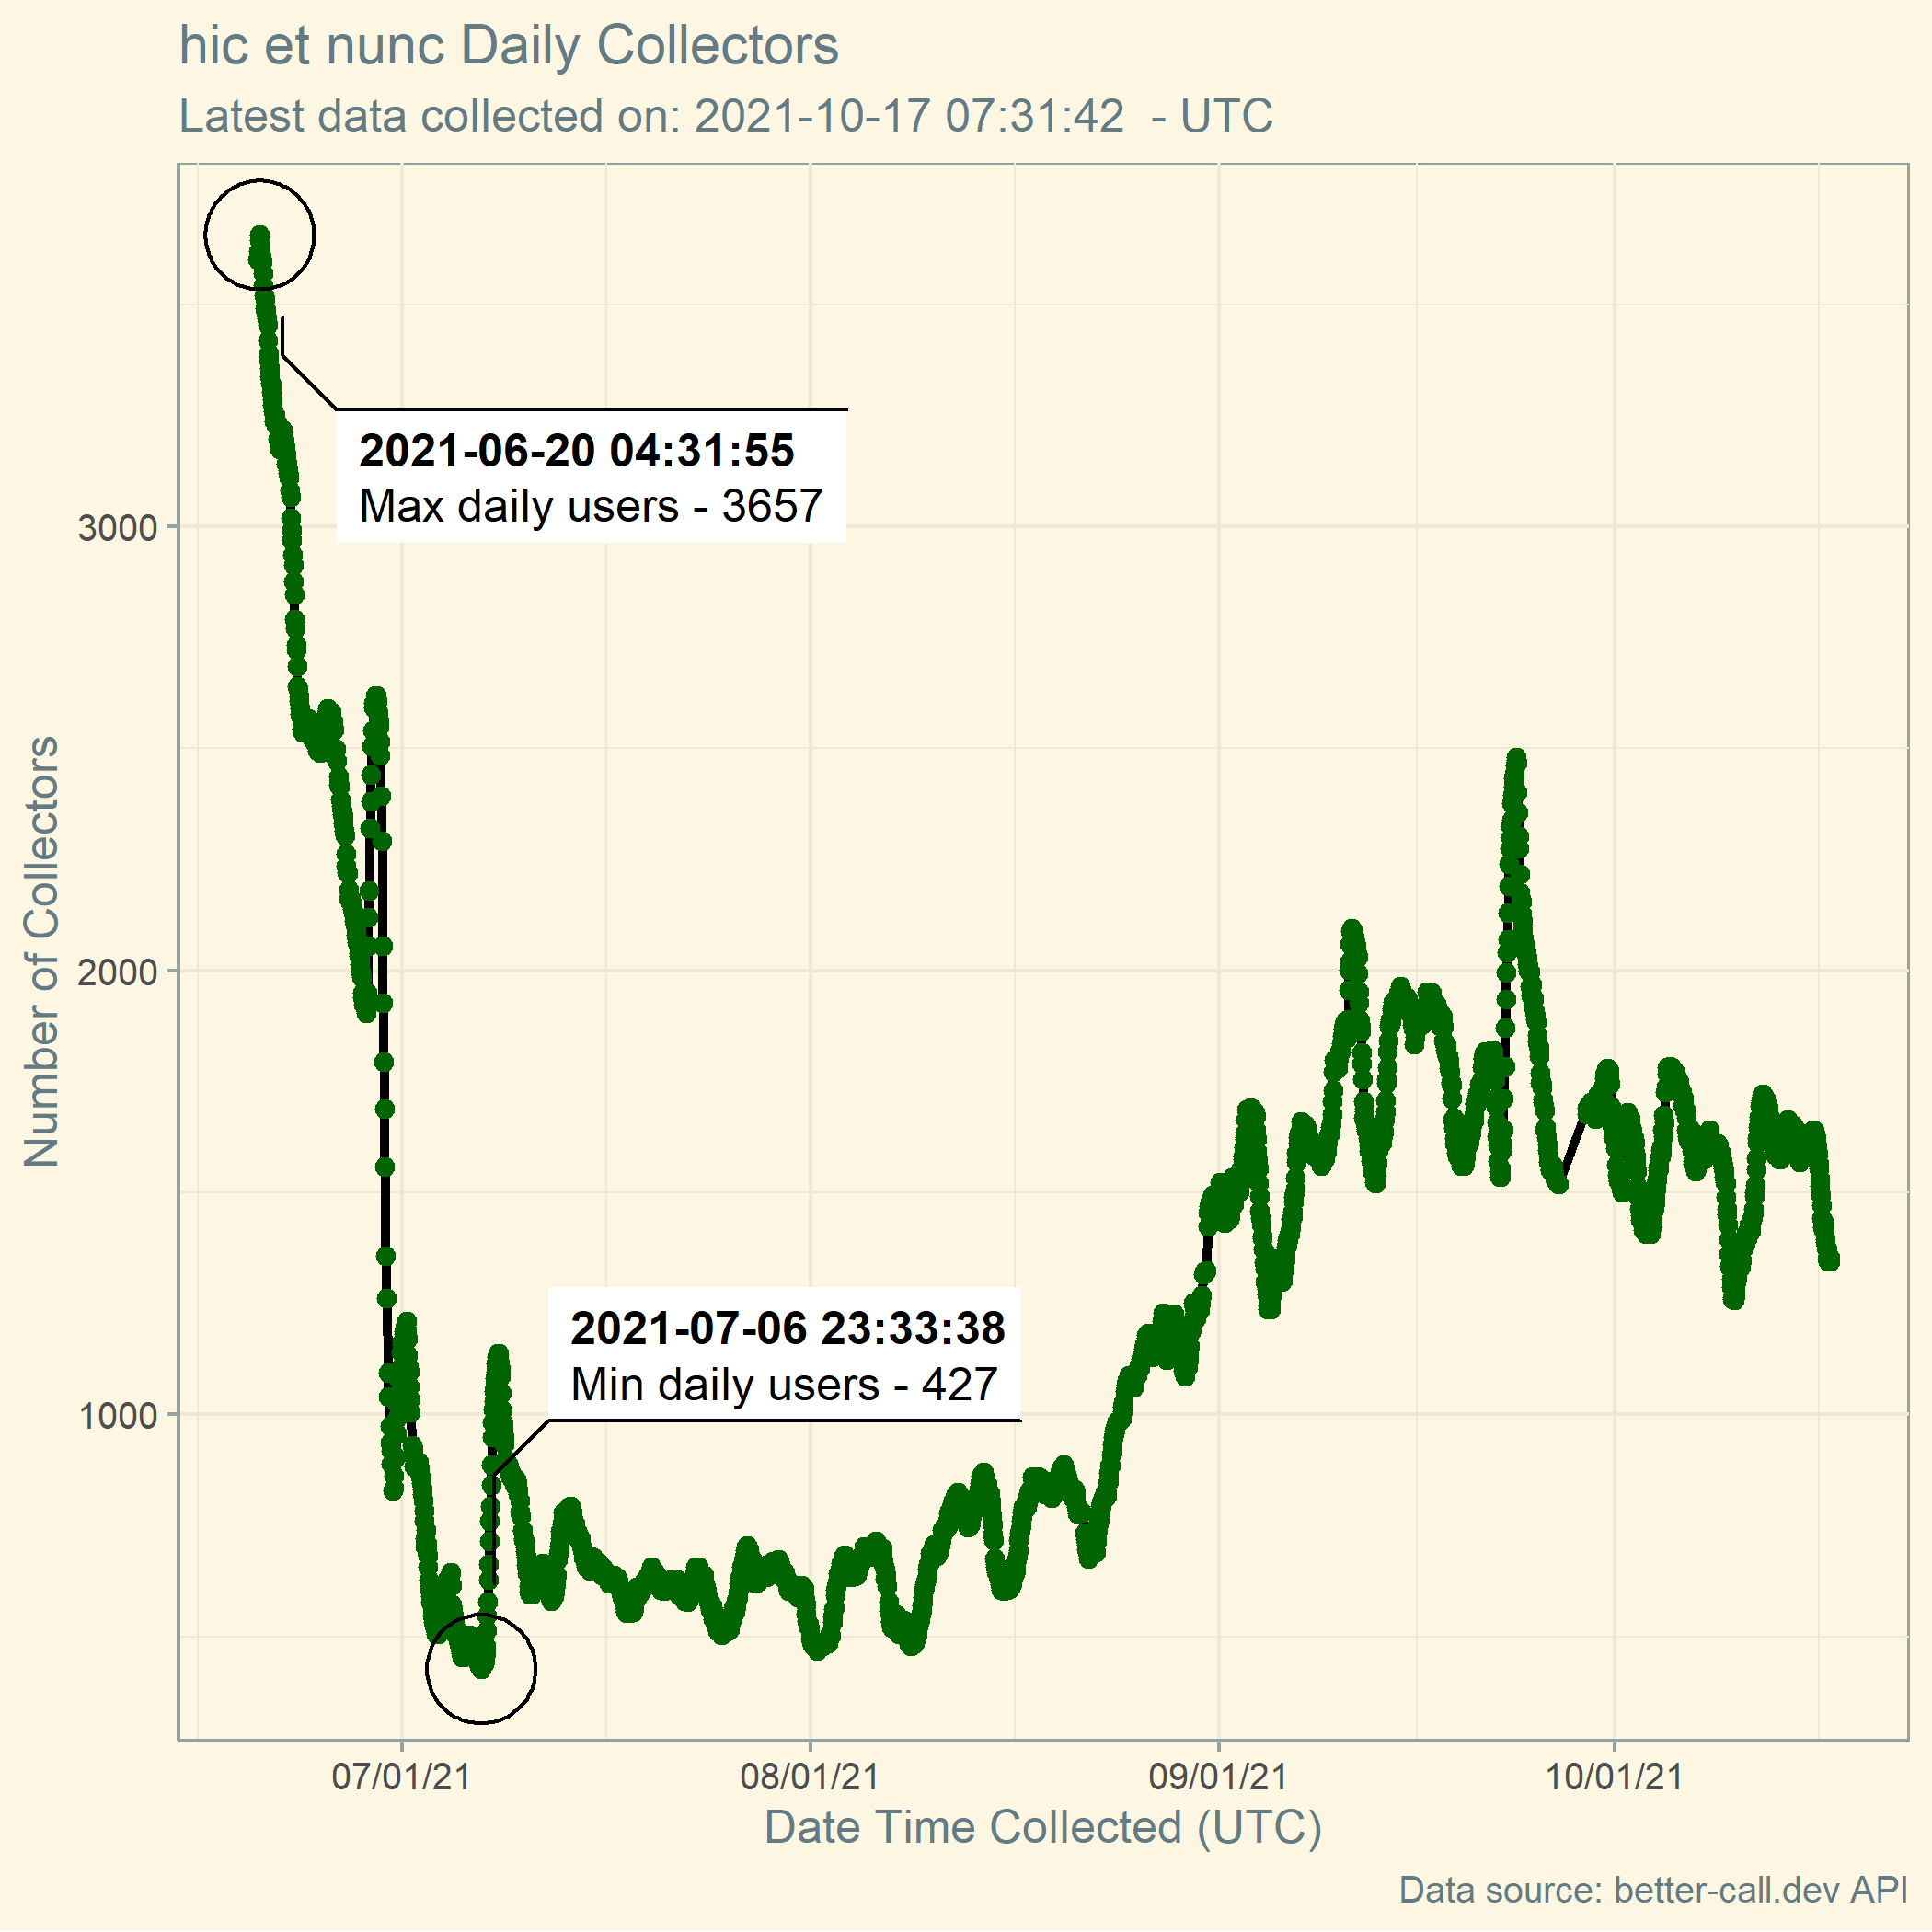 hic et nunc Daily Collectors
Latest data collected on: 2021-10-17 07:31:42  - UTC
2021-06-20 04:31:55
Max daily users - 3657
3000
2000
1000
Number of Collectors
2021-07-06 23:33:38
Min daily users - 427
07/01/21
08/01/21
09/01/21
10/01/21
Date Time Collected (UTC)
Data source: better-call.dev API